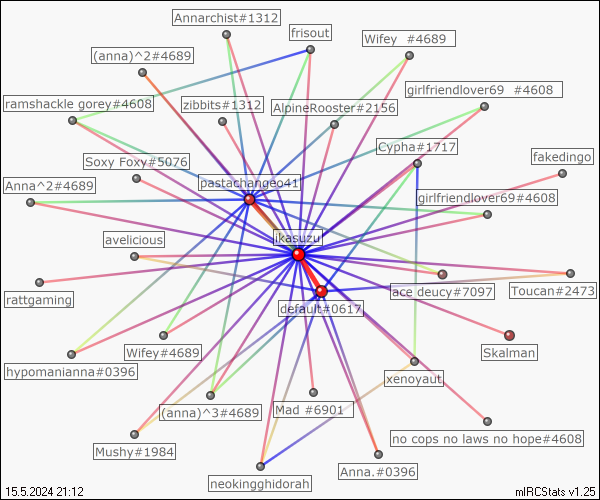 Annarchist#1312
frisout
Wifey #4689
(anna)^2#4689
girlfriendlover69 #4608
ramshackle gorey#4608
zibbits#1312
AlpineRooster#2156
Cypha#1717
Soxy Foxy#5076
fakedingo
pastachangeo41
Anna^2#4689
girlfriendlover69#4608
ikasuzu
avelicious
rattgaming
ace deucy#7097
Toucan#2473
default#0617
Wifey#4689
Skalman
hypomanianna#0396
xenoyaut
(anna)^3#4689
Mad #6901
no cops no laws no hope#4608
Mushy#1984
Anna.#0396
neokingghidorah
15.5.2024 21:12
mIRCStats v1.25